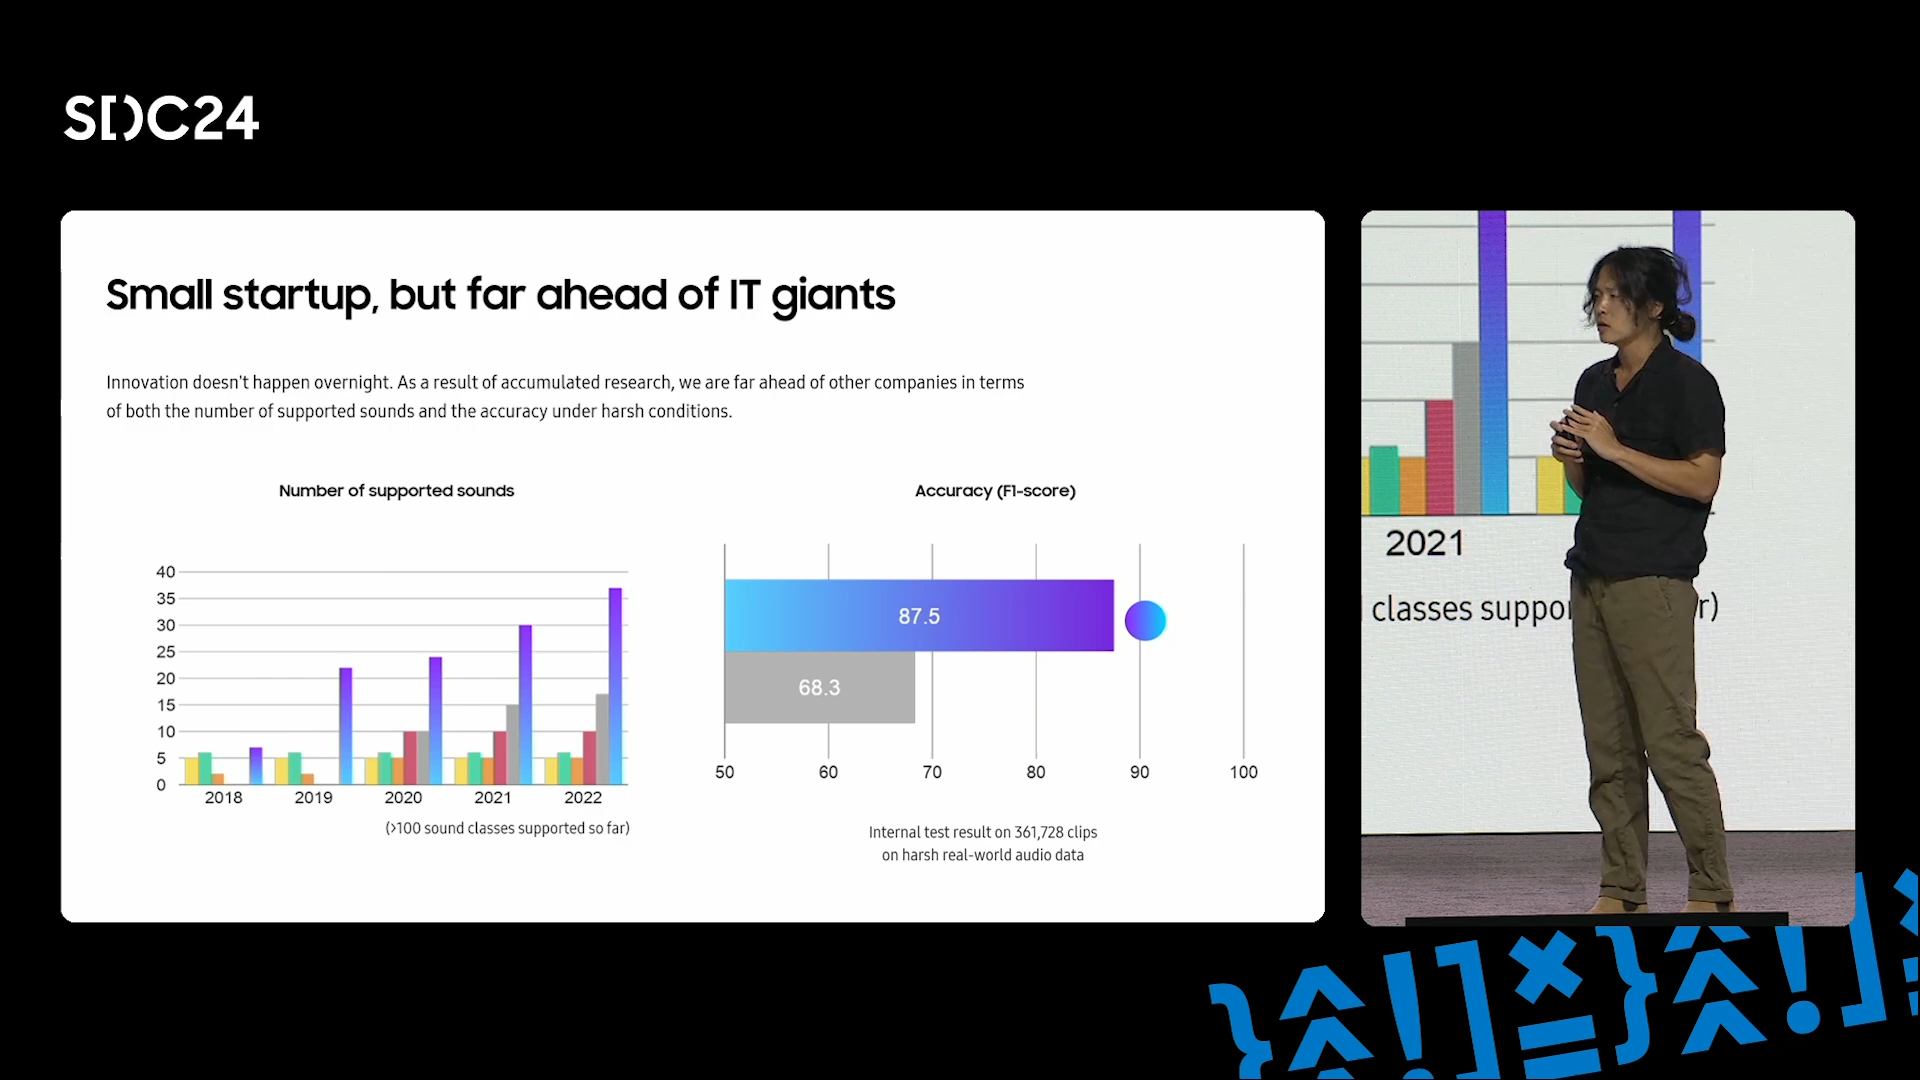 SDC24
Small startup, but far ahead of IT giants
Innovation doesn't happen overnight. As a result of accumulated research, we are far ahead of other companies in terms
of both the number of supported sounds and the accuracy under harsh conditions.
Number of supported sounds
40
35
30
25
20
15
10
5
0
2018 2019 2020 2021 2022
(>100 sound classes supported so far)
Accuracy (F1-score)
87.5
68.3
50 60 70 80 90 100
Internal test result on 361,728 clips
on harsh real-world audio data
2021
classes suppor r)
}^!]×}^!]
^!=^